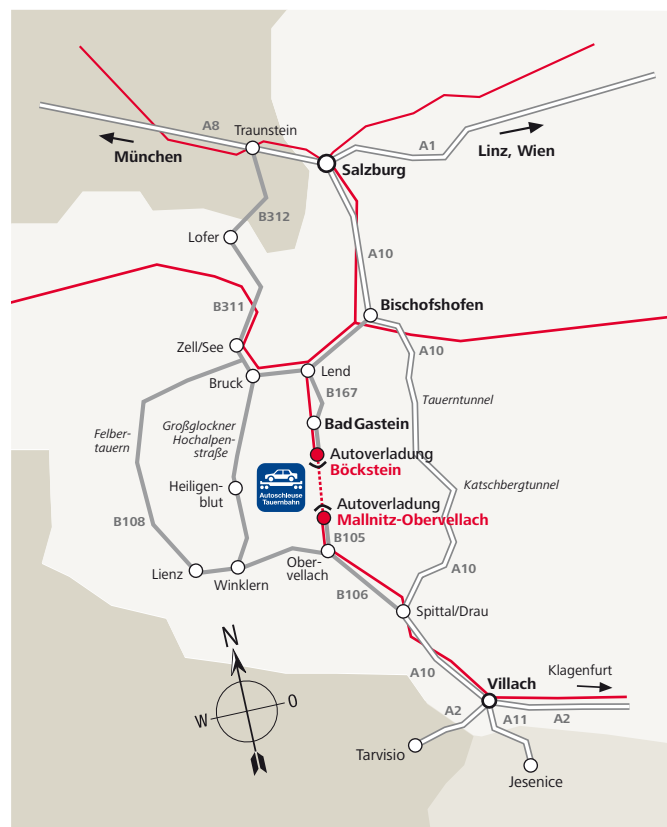 A8
Traunstein
München
A1
Linz, Wien
Salzburg
B312
Lofer
A10
B311
Bischofshofen
Zell/See
A10
Lend
Bruck
B167
Tauerntunnel
Felber-
tauern
Großglockner
Hochalpen-
straße
Bad Gastein
Autoverladung
Böckstein
Heiligen-
blut
Autoschleuse
Tauernbahn
Katschbergtunnel
Autoverladung
Mallnitz-Obervellach
B108
B105
Ober-
vellach
Lienz
Winklern
A10
B106
Spittal/Drau
N
W
O
A10
Klagenfurt
Villach
A2
A11
A2
Tarvisio
Jesenice